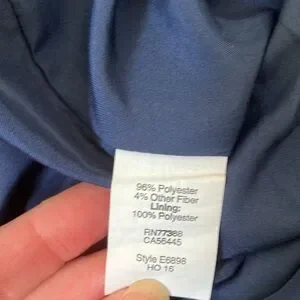 96% Polyester
4% Other Fiber
Lining:
100% Polyester
RN77388
CA56445
Style E6898
HO 16